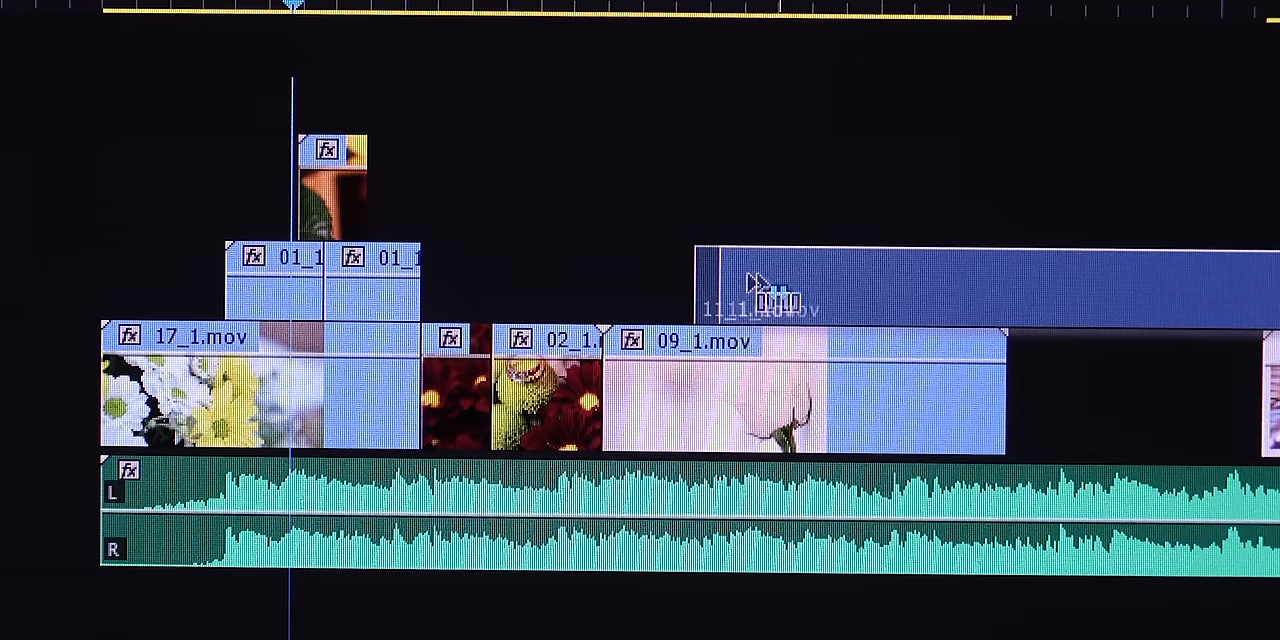 fx
fx 01_1 fx 01_1
fx 17_1.mov fx fx 02_1. fx 09_1.mov
fx
L
R